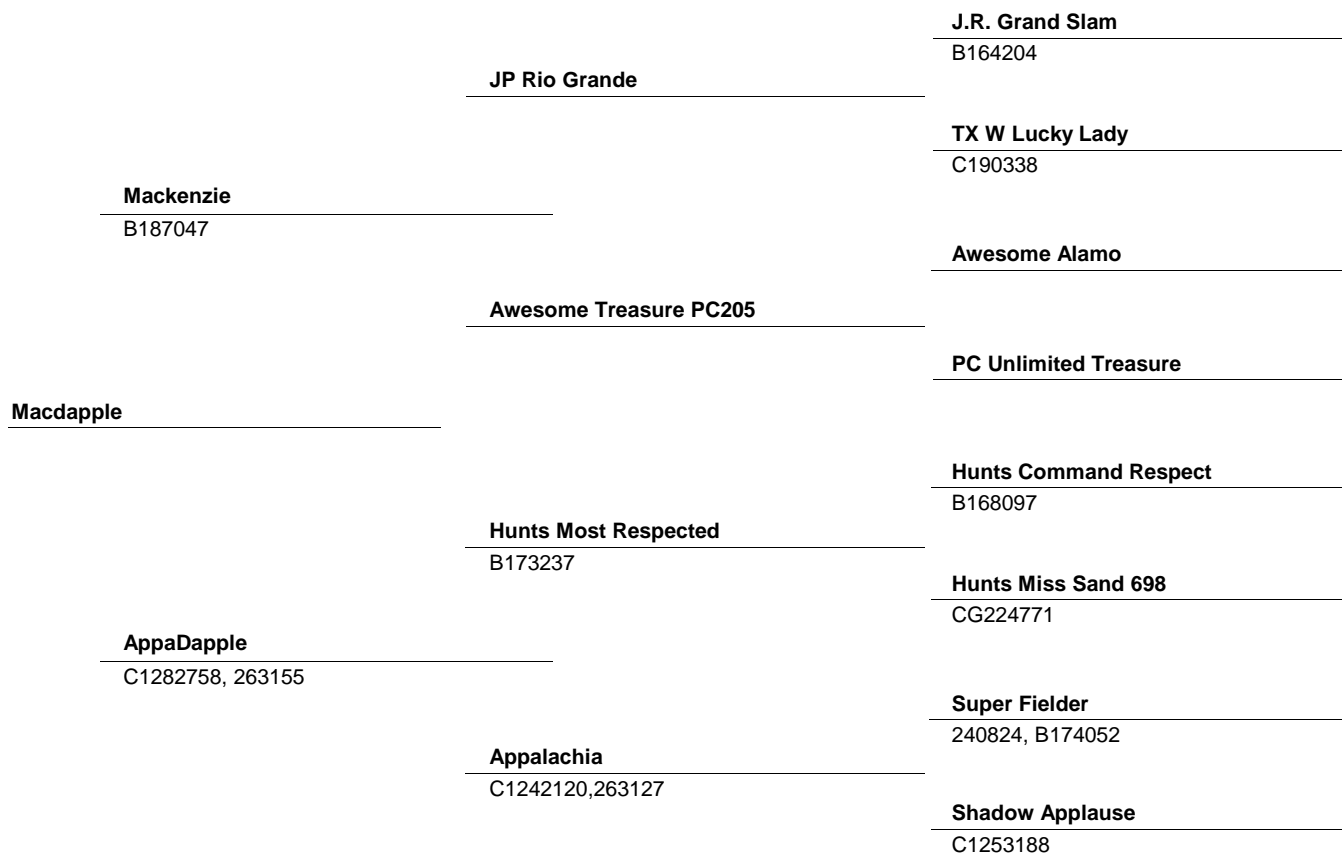 J.R. Grand Slam
B164204
JP Rio Grande
TX W Lucky Lady
C190338
Mackenzie
B187047
Awesome Alamo
Awesome Treasure PC205
PC Unlimited Treasure
Macdapple
Hunts Command Respect
B168097
Hunts Most Respected
B173237
Hunts Miss Sand 698
CG224771
AppaDapple
C1282758, 263155
Super Fielder
240824, B174052
Appalachia
C1242120,263127
Shadow Applause
C1253188